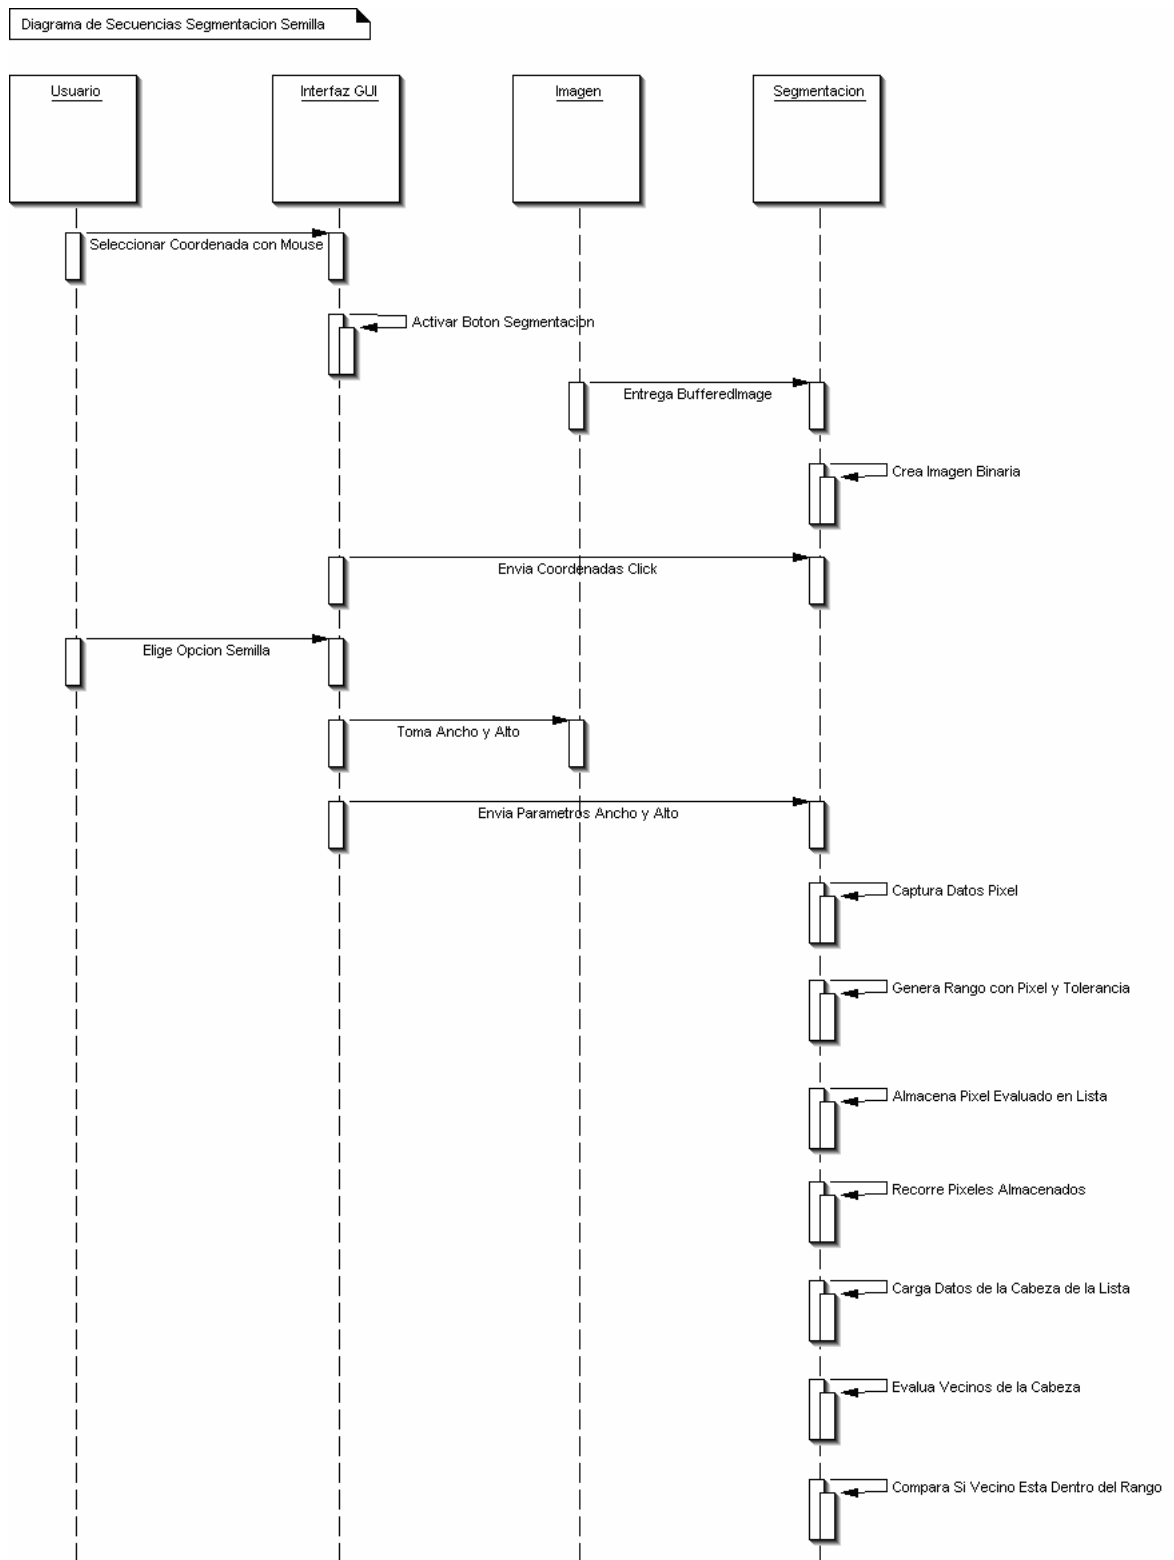 Diagrama de Secuencias Segmentacion Semilla
Usuario
Interfaz GUI
Imagen
Segmentacion
Seleccionar Coordenada con Mouse
Activar Boton Segmentacion
Entrega BufferedImage
Crea Imagen Binaria
Envia Coordenadas Click
Elige Opcion Semilla
Toma Ancho y Alto
Envia Parametros Ancho y Alto
Captura Datos Pixel
Genera Rango con Pixel y Tolerancia
Almacena Pixel Evaluado en Lista
Recorre Pixeles Almacenados
Carga Datos de la Cabeza de la Lista
Evalua Vecinos de la Cabeza
Compara Si Vecino Esta Dentro del Rango